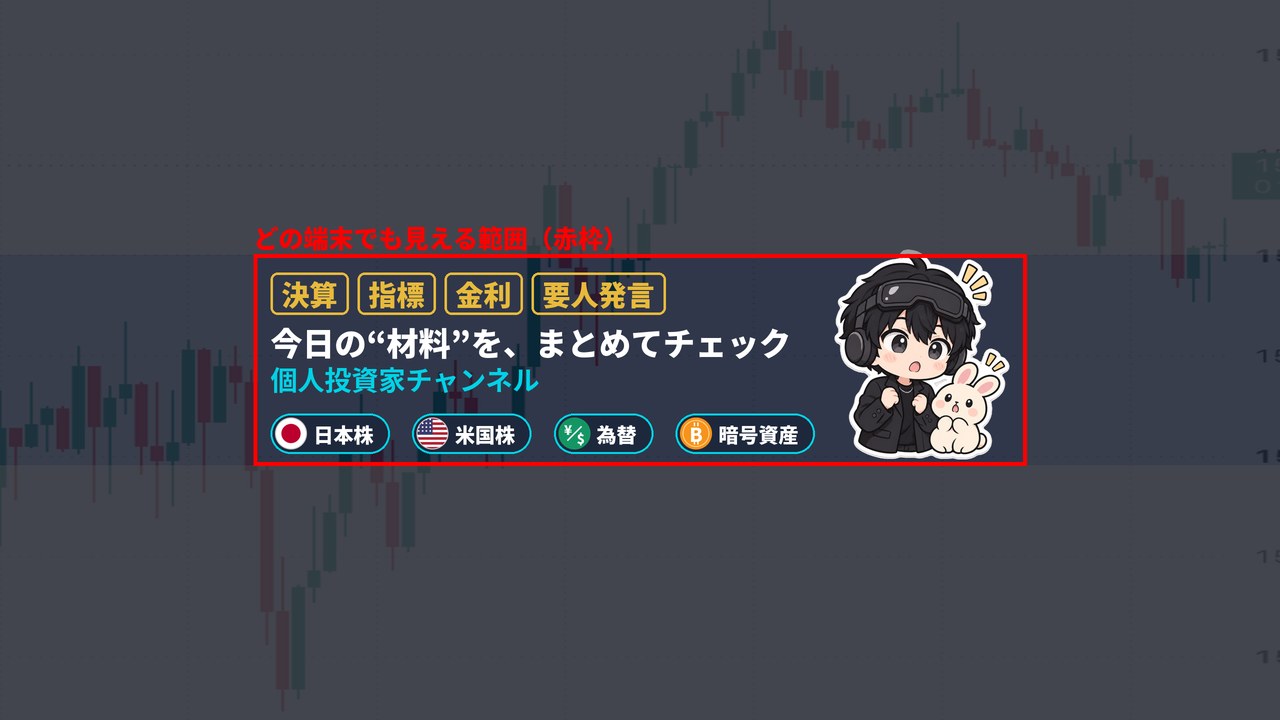 どの端末でも見える範囲（赤枠）
決算 指標 金利 要人発言
今日の“材料”を、まとめてチェック
個人投資家チャンネル
日本株 米国株 ¥/$ 為替 ₿ 暗号資産